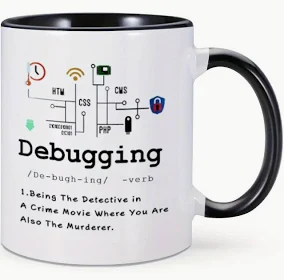 HTM
CMS
CSS
PHP
Debugging
/De-bugh-ing/ -verb
1.Being The Detective in
A Crime Movie Where You Are
Also The Murderer.